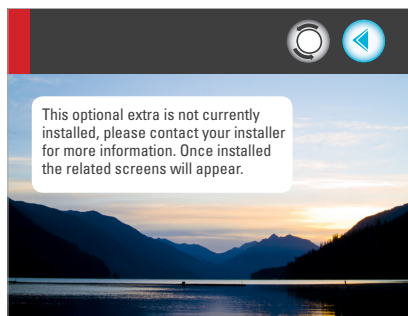 This optional extra is not currently
installed, please contact your installer
for more information. Once installed
the related screens will appear.